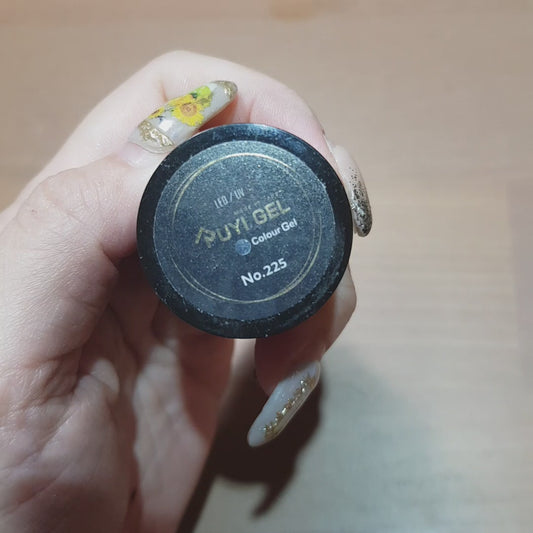 LED / UV
PUYI GEL
Colour Gel
No.225